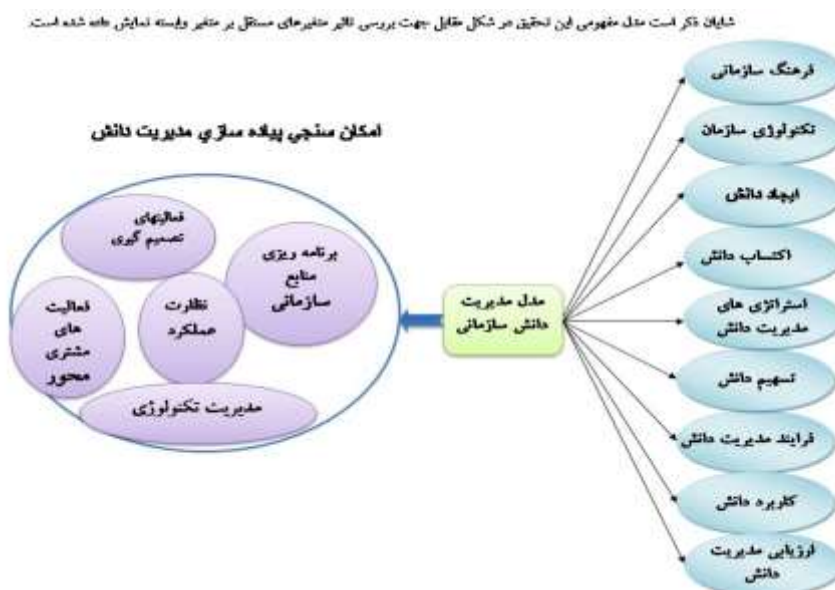 شایان ذکر است مدل مفهومی این تحقیق در شکل مقابل جهت بررسی تاثیر متغیرهای مستقل بر متغیر وابسته نمایش داده شده است.
فرهنگ سازمانی
تکنولوژی سازمان
ایجاد دانش
اکتساب دانش
استراتژی های
مدیریت دانش
تسهیم دانش
فرایند مدیریت دانش
کاربرد دانش
ارزیابی مدیریت
دانش
مدل مدیریت
دانش سازمانی
امکان سنجي پیاده سازي مدیریت دانش
فعالیتهای
تصمیم گیری
برنامه ریزی
منابع
سازمانی
نظارت
عملکرد
فعالیت
های
مشتری
محور
مدیریت تکنولوژی